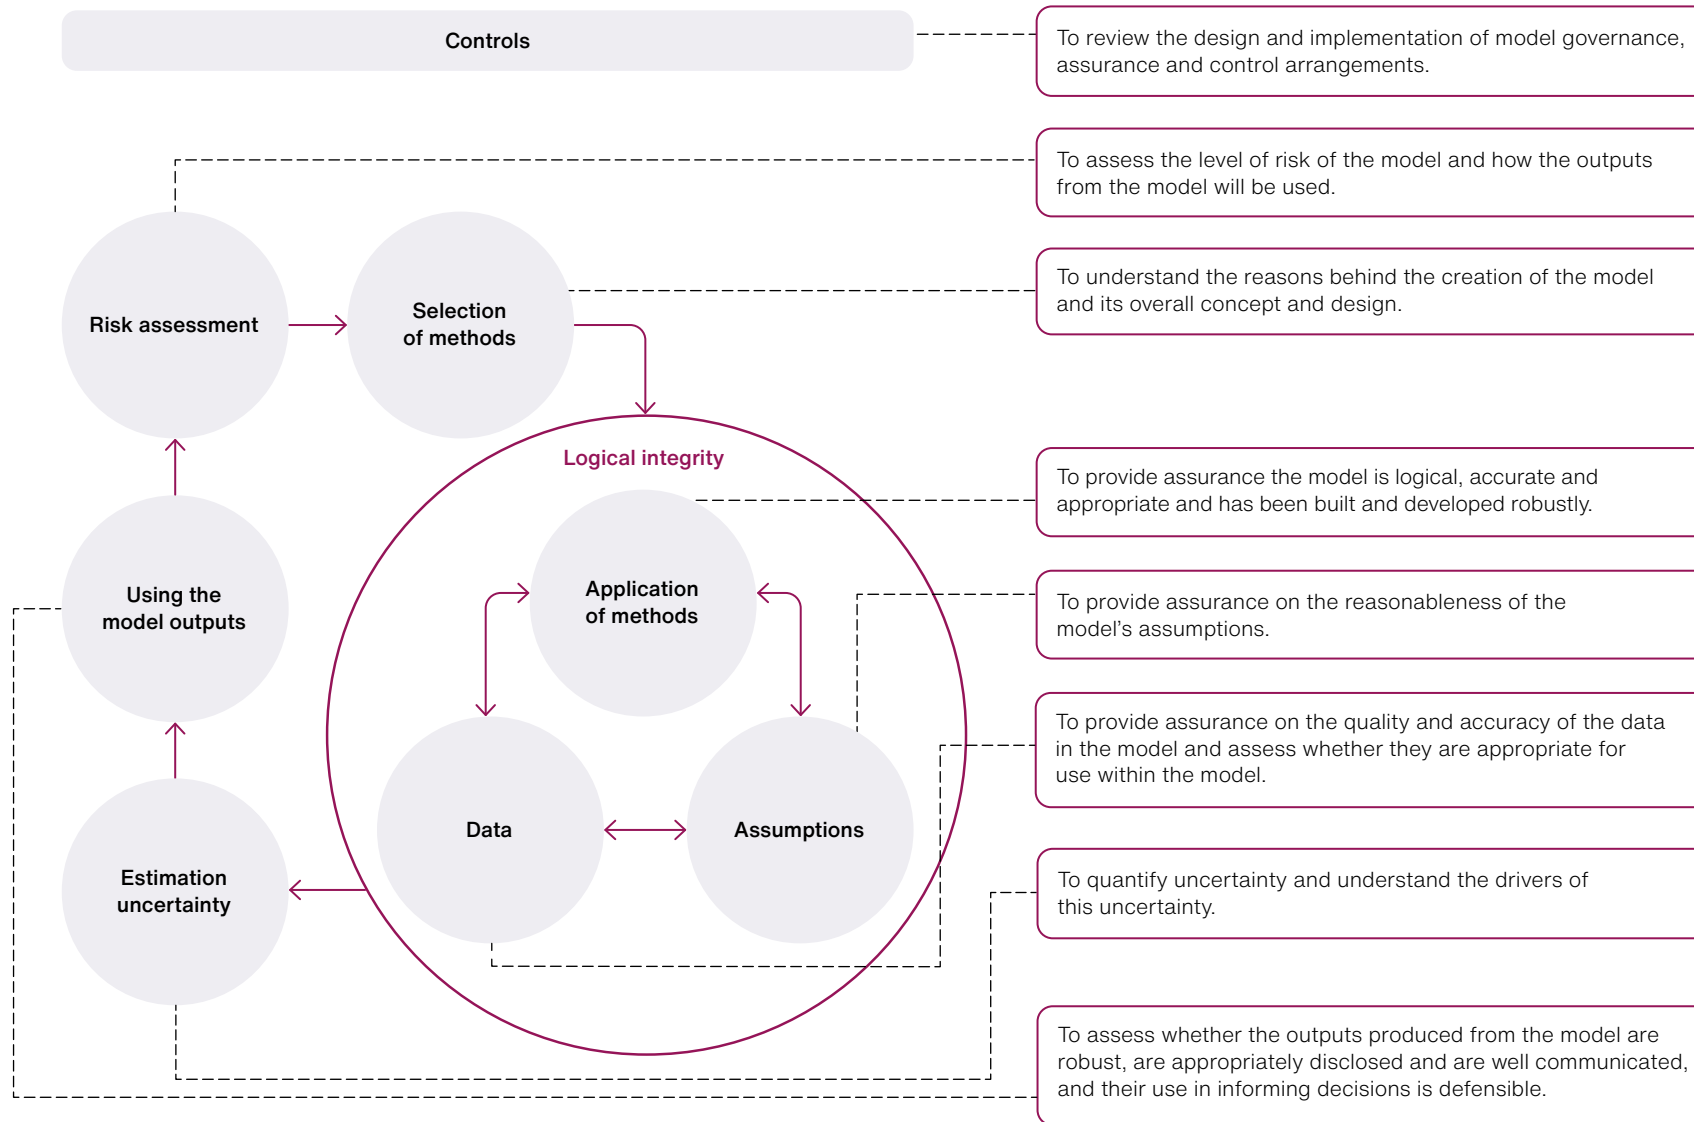 Controls
To review the design and implementation of model governance,
assurance and control arrangements.
To assess the level of risk of the model and how the outputs
from the model will be used.
Risk assessment
Selection
of methods
To understand the reasons behind the creation of the model
and its overall concept and design.
Logical integrity
To provide assurance the model is logical, accurate and
appropriate and has been built and developed robustly.
Using the
model outputs
Application
of methods
To provide assurance on the reasonableness of the
model’s assumptions.
To provide assurance on the quality and accuracy of the data
in the model and assess whether they are appropriate for
use within the model.
Data
Assumptions
Estimation
uncertainty
To quantify uncertainty and understand the drivers of
this uncertainty.
To assess whether the outputs produced from the model are
robust, are appropriately disclosed and are well communicated,
and their use in informing decisions is defensible.